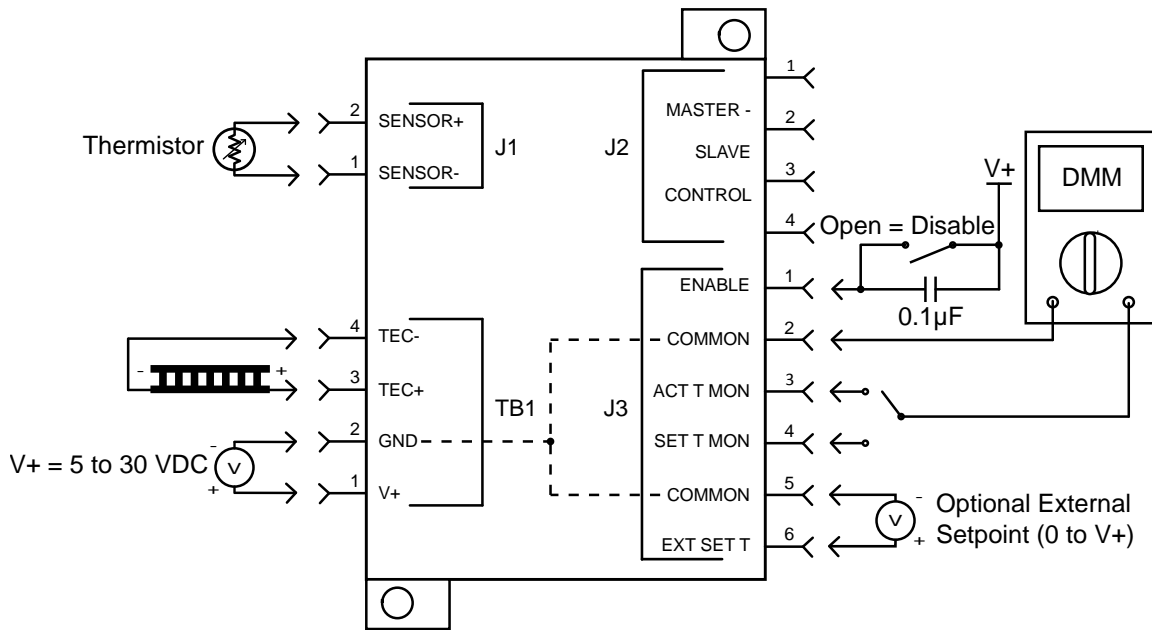 Thermistor
2
SENSOR+
1
SENSOR-
J1
J2
MASTER -
SLAVE
CONTROL
1
2
3
4
V+
DMM
Open = Disable
0.1µF
ENABLE
1
COMMON
2
ACT T MON
3
SET T MON
4
COMMON
5
EXT SET T
6
J3
4
TEC-
3
TEC+
2
GND
1
V+
TB1
- +
V+ = 5 to 30 VDC
-
V
+
-
V
+
Optional External
Setpoint (0 to V+)